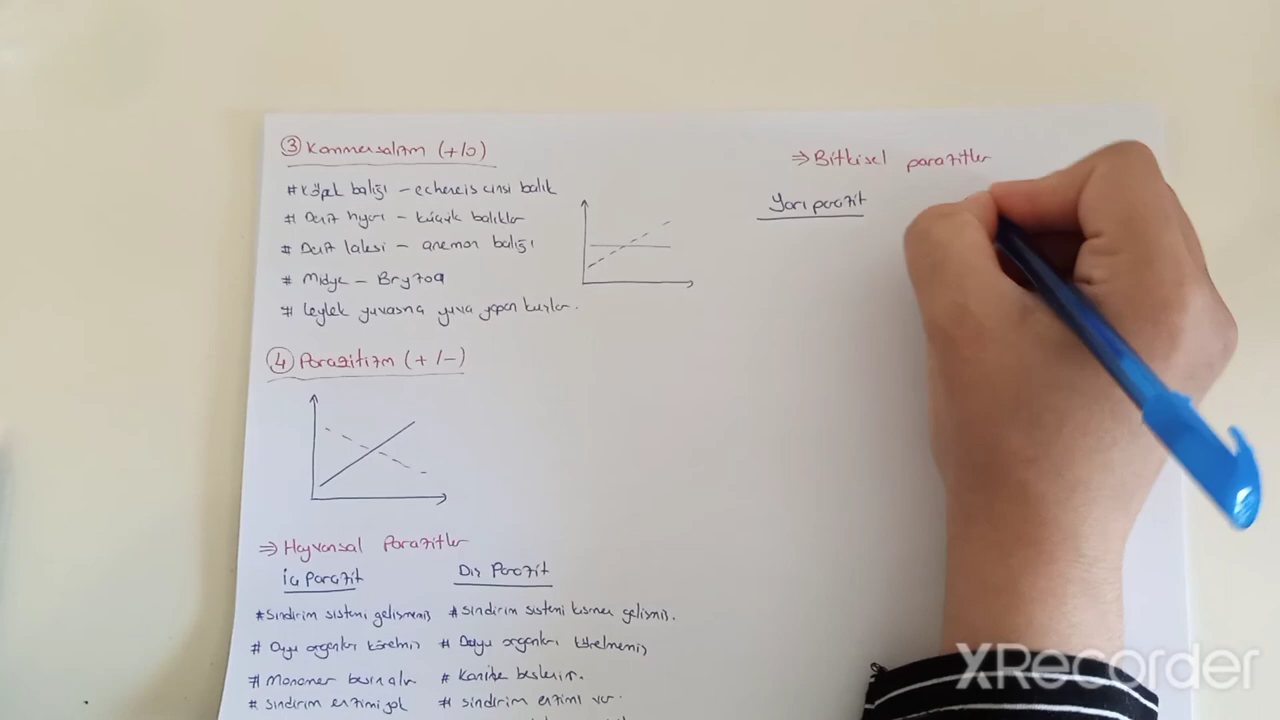 ③ Kommensalizm (+/0)
# Köpek balığı – echeneis cinsi balık
# Deniz hıyarı – küçük balıklar
# Deniz lalesi – anemon balığı
# Midye – Bryzoa
# Leylek yuvasına yuva yapan kuşlar.
④ Parazitizm (+/–)
⇒ Hayvansal Parazitler
İç Parazit Dış Parazit
# Sindirim sistemi gelişmemiş # Sindirim sistemi kısmen gelişmiş.
# Duyu organları körelmiş # Duyu organları körelmemiş
# Monomer besin alır # Kanla beslenir.
# Sindirim enzimi yok # Sindirim enzimi var.
⇒ Bitkisel parazitler
Yarı parazit
XRecorder